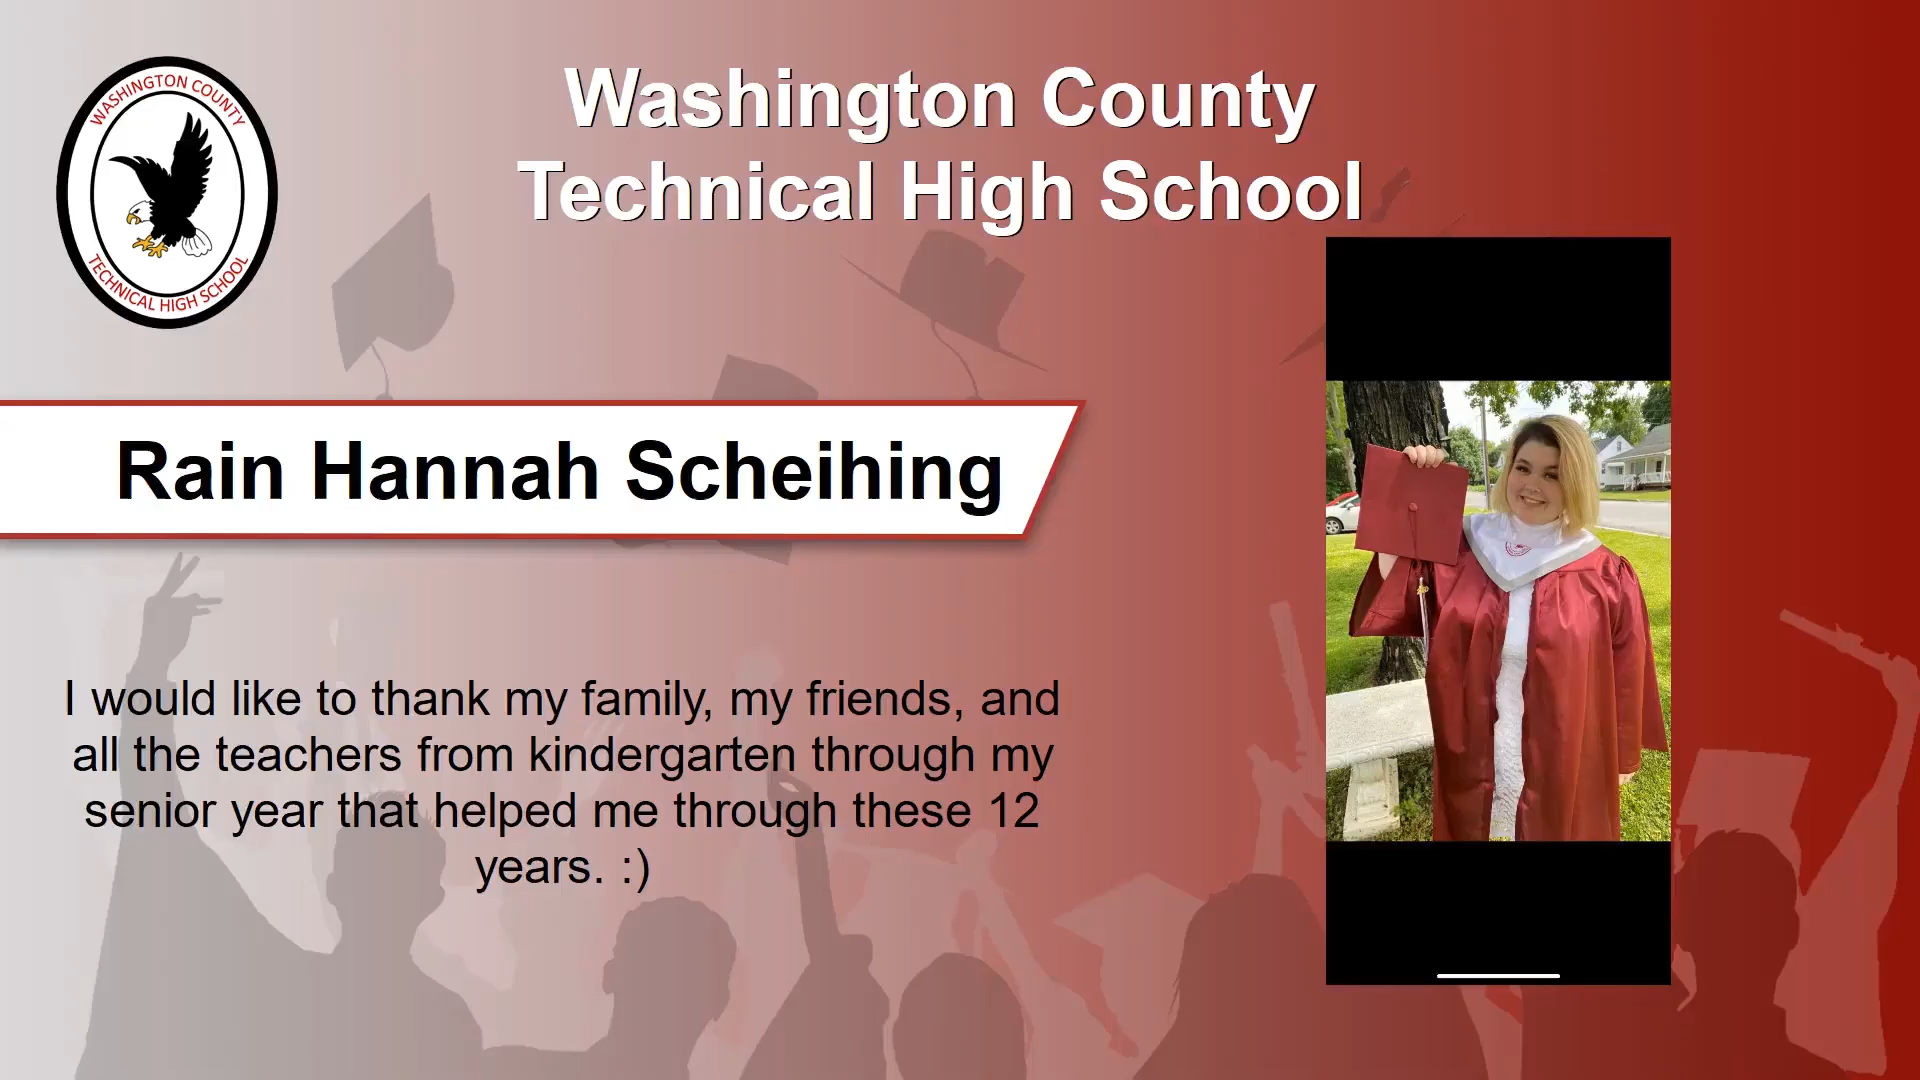 WASHINGTON COUNTY
TECHNICAL HIGH SCHOOL
Washington County
Technical High School
Rain Hannah Scheihing
I would like to thank my family, my friends, and
all the teachers from kindergarten through my
senior year that helped me through these 12
years. :)